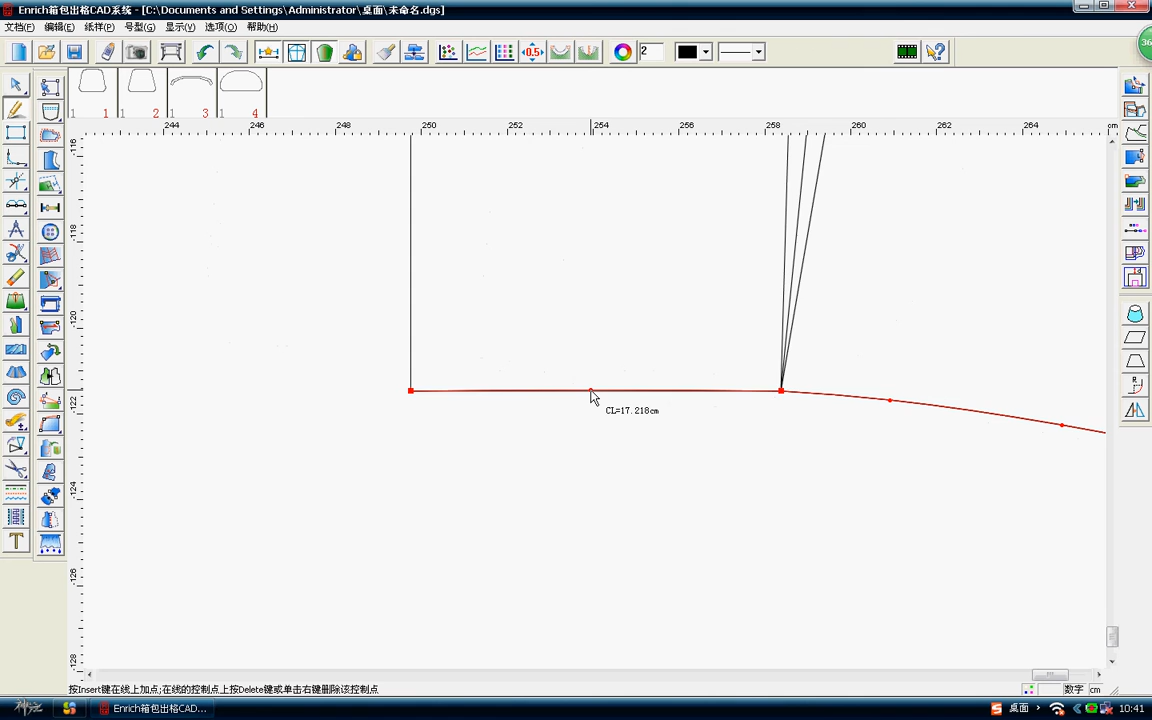 Enrich箱包出格CAD系统 - [C:\Documents and Settings\Administrator\桌面\未命名.dgs]
文档(F) 编辑(E) 纸样(P) 号型(G) 显示(V) 选项(O) 帮助(H)
36
0.5
2
1 1 1 2 1 3 1 4
244 246 248 250 252 254 256 258 260 262 264 cm
-116
-118
-120
-122
-124
-126
-128
CL=17.218cm
按Insert键在线上加点;在线的控制点上按Delete键或单击右键删除该控制点
数字 cm
Enrich箱包出格CAD...
桌面
10:41